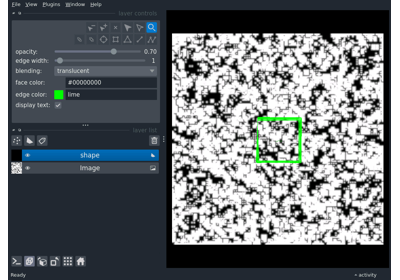 File View Plugins Window Help
layer controls
opacity: 0.70
edge width: 1
blending: translucent
face color: #00000000
edge color: lime
display text:
layer list
shape
Image
Ready
activity